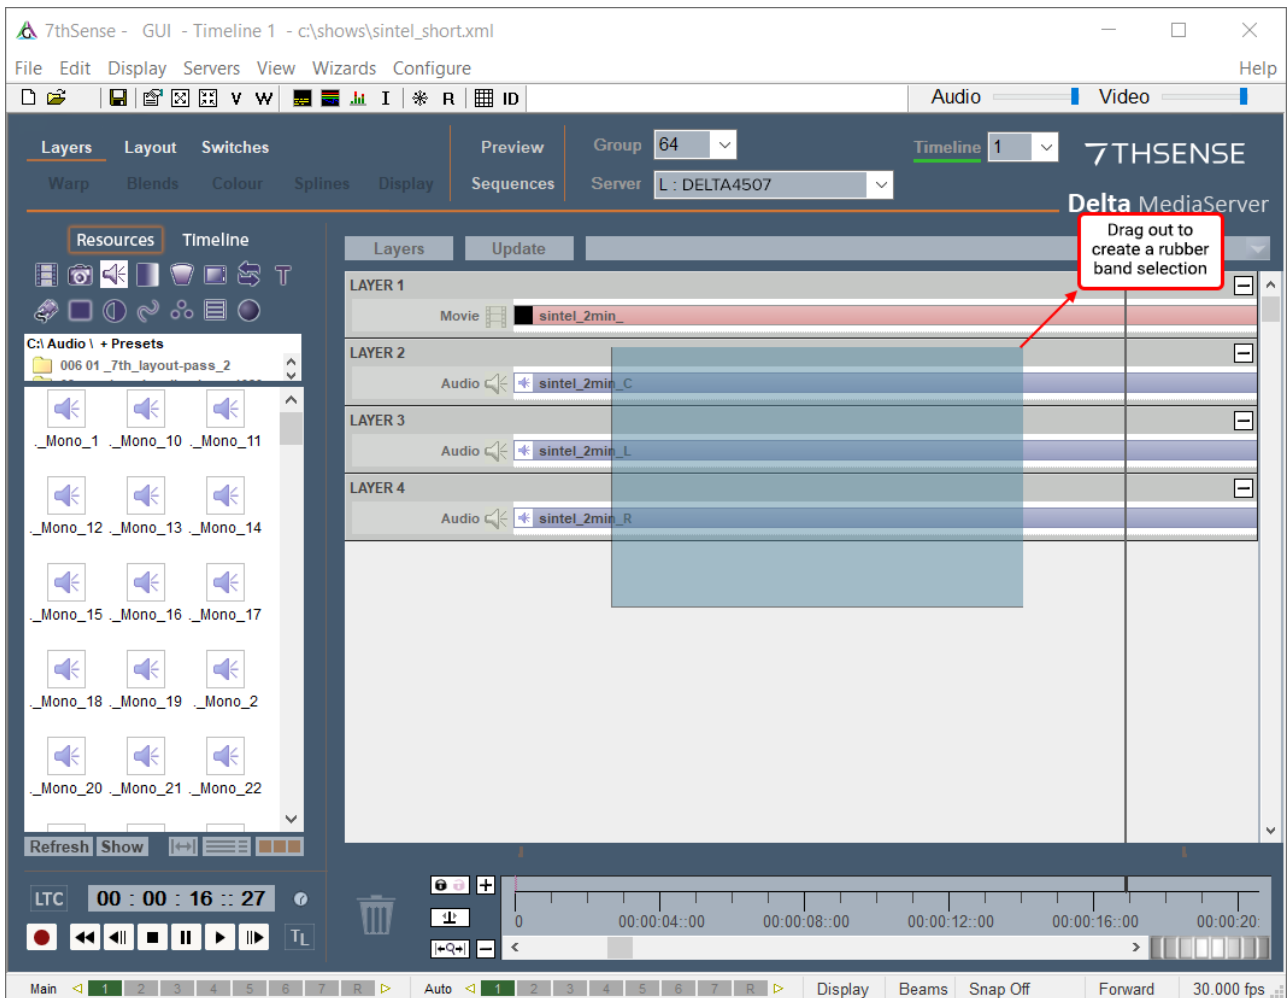 7thSense - GUI - Timeline 1 - c:\shows\sintel_short.xml
File Edit Display Servers View Wizards Configure Help
V W I R ID Audio Video
Layers Layout Switches Preview Group 64 Timeline 1 7THSENSE
Warp Blends Colour Splines Display Sequences Server L : DELTA4507
Delta MediaServer
Resources Timeline
Layers Update
Drag out to
create a rubber
band selection
T
LAYER 1
Movie sintel_2min_
LAYER 2
Audio sintel_2min_C
LAYER 3
Audio sintel_2min_L
LAYER 4
Audio sintel_2min_R
C:\ Audio \ + Presets
006 01 _7th_layout-pass_2
._Mono_1 ._Mono_10 ._Mono_11
._Mono_12 ._Mono_13 ._Mono_14
._Mono_15 ._Mono_16 ._Mono_17
._Mono_18 ._Mono_19 ._Mono_2
._Mono_20 ._Mono_21 ._Mono_22
Refresh Show
LTC 00 : 00 : 16 :: 27
TL
0 00:00:04::00 00:00:08::00 00:00:12::00 00:00:16::00 00:00:20:
Main 1 2 3 4 5 6 7 R Auto 1 2 3 4 5 6 7 R Display Beams Snap Off Forward 30.000 fps